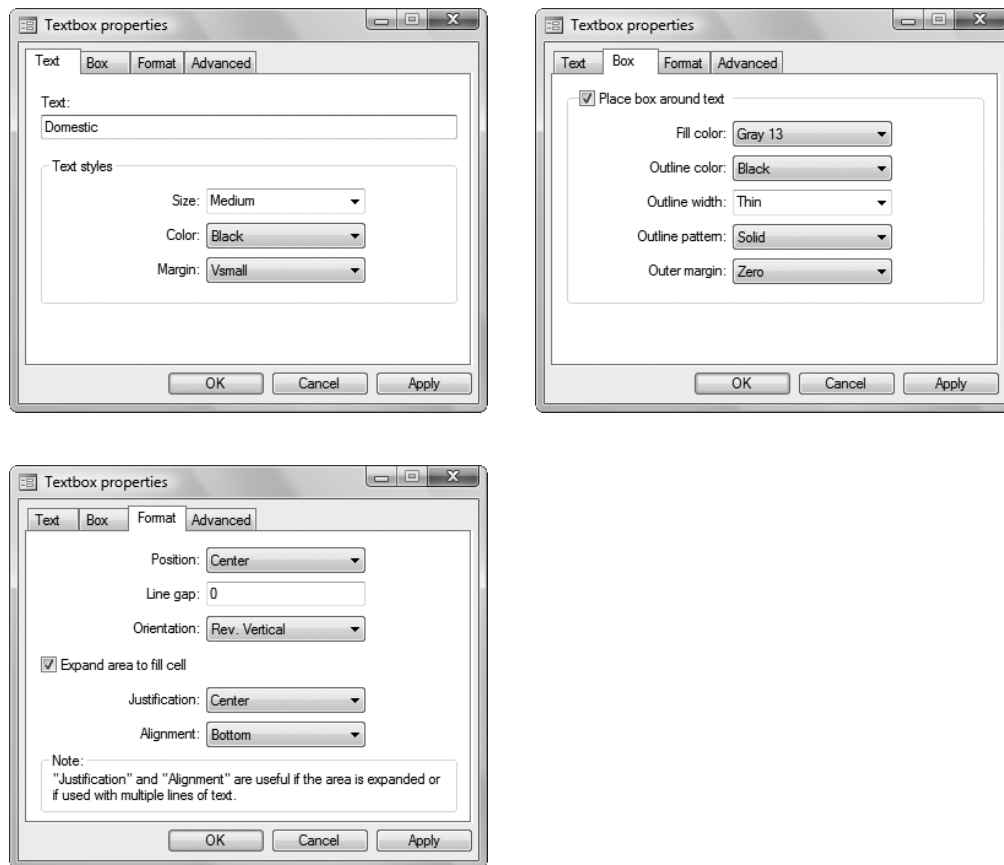 Textbox properties
Text Box Format Advanced
Text:
Domestic
Text styles
Size: Medium
Color: Black
Margin: Vsmall
OK Cancel Apply
Textbox properties
Text Box Format Advanced
Place box around text
Fill color: Gray 13
Outline color: Black
Outline width: Thin
Outline pattern: Solid
Outer margin: Zero
OK Cancel Apply
Textbox properties
Text Box Format Advanced
Position: Center
Line gap: 0
Orientation: Rev. Vertical
Expand area to fill cell
Justification: Center
Alignment: Bottom
Note:
"Justification" and "Alignment" are useful if the area is expanded or
if used with multiple lines of text.
OK Cancel Apply